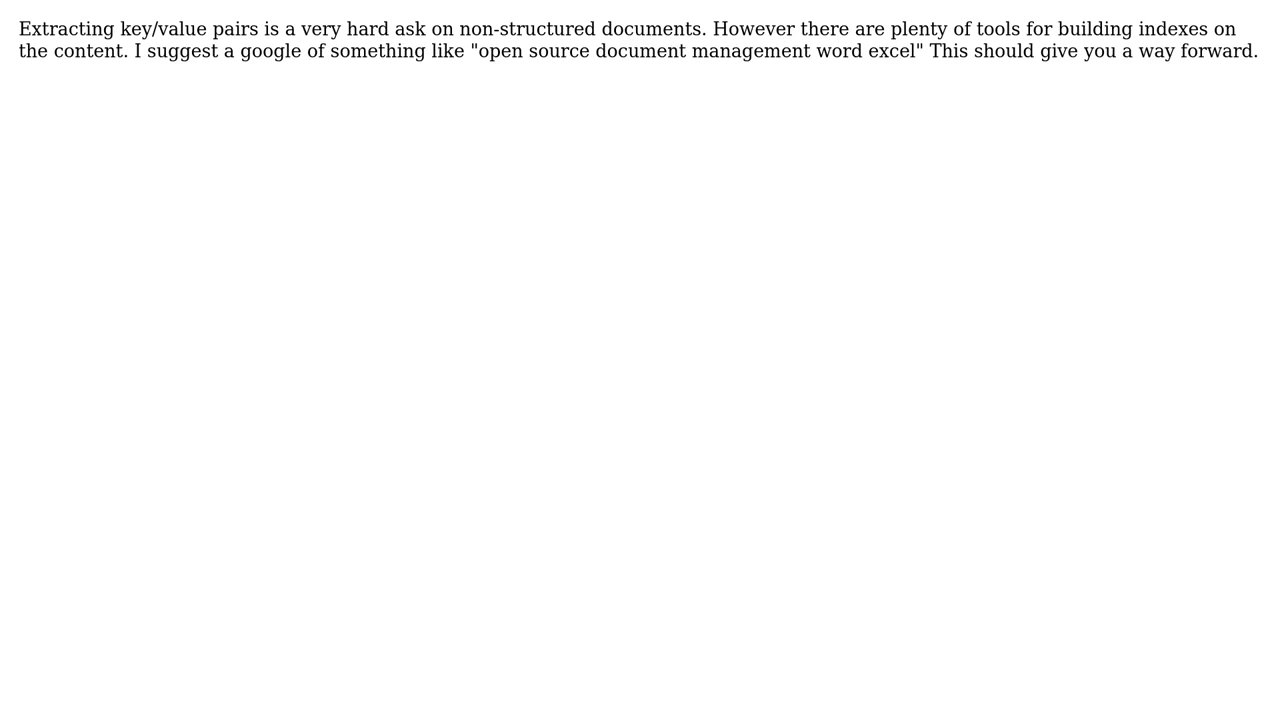 Extracting key/value pairs is a very hard ask on non-structured documents. However there are plenty of tools for building indexes on
the content. I suggest a google of something like "open source document management word excel" This should give you a way forward.